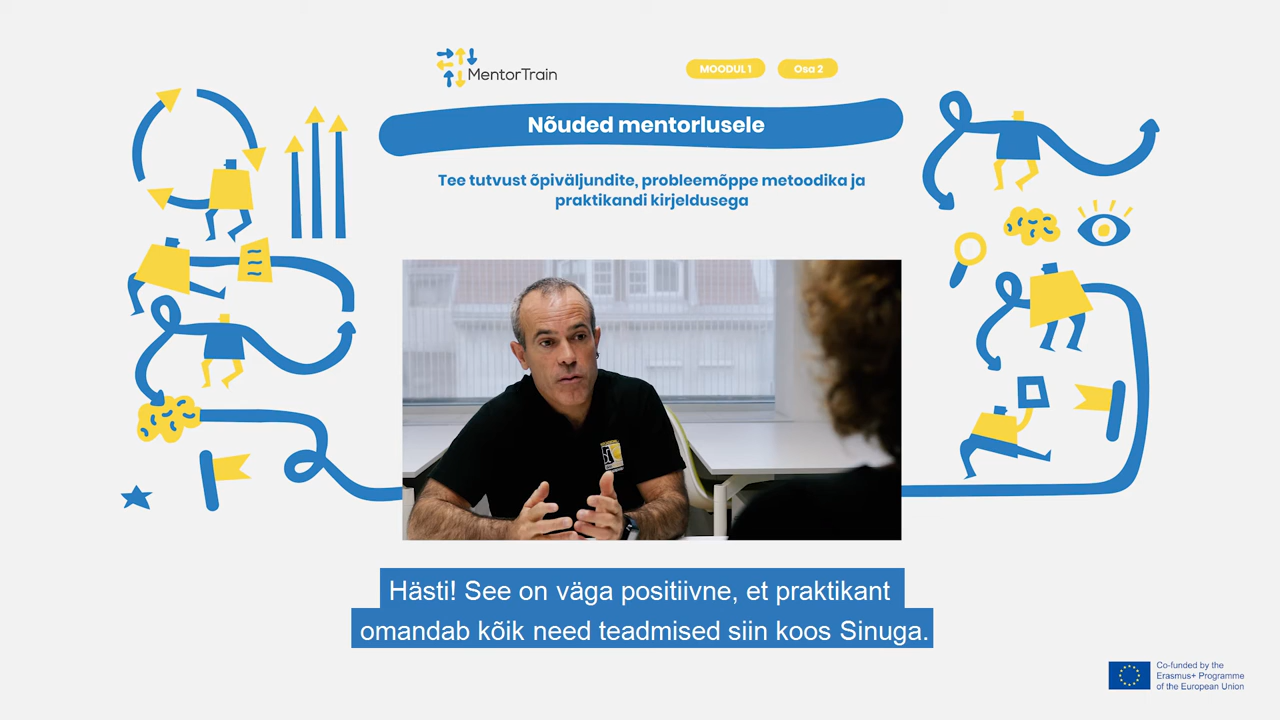 MentorTrain
MOODUL 1
Osa 2
Nõuded mentorlusele
Tee tutvust õpiväljundite, probleemõppe metoodika ja
praktikandi kirjeldusega
Hästi! See on väga positiivne, et praktikant
omandab kõik need teadmised siin koos Sinuga.
Co-funded by the
Erasmus+ Programme
of the European Union